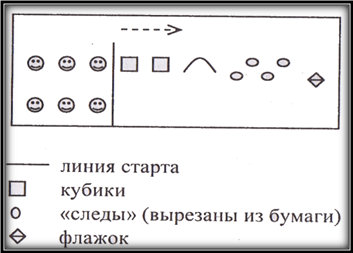 линия старта
кубики
«следы» (вырезаны из бумаги)
флажок